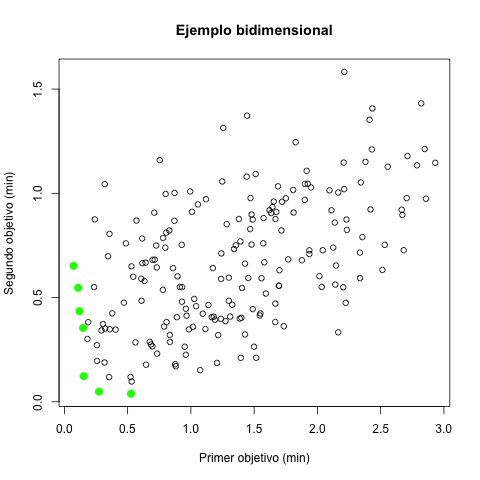 Ejemplo bidimensional
Segundo objetivo (min)
1.5
1.0
0.5
0.0
0.0 0.5 1.0 1.5 2.0 2.5 3.0
Primer objetivo (min)